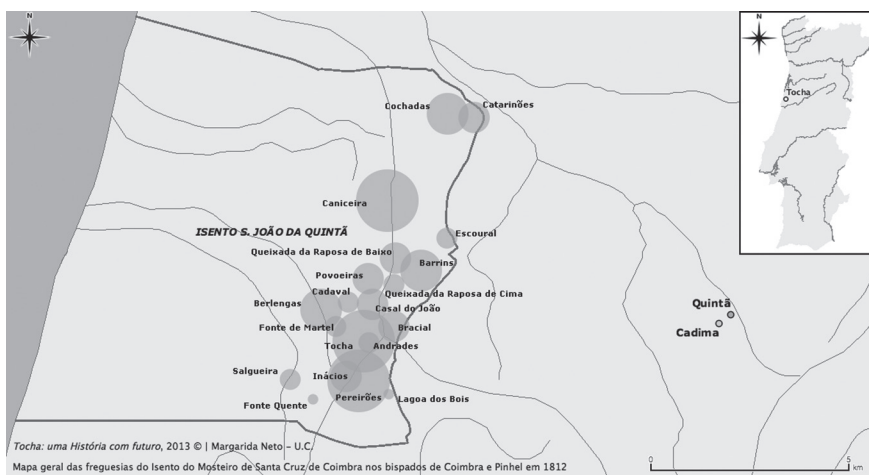 N
N
Tocha
Cochadas
Catarinões
Caniceira
ISENTO S. JOÃO DA QUINTÃ
Escoural
Queixada da Raposa de Baixo
Barrins
Povoeiras
Cadaval
Queixada da Raposa de Cima
Berlengas
Casal do João
Fonte de Martel
Bracial
Tocha
Andrades
Quintã
Cadima
Salgueira
Inácios
Pereirões
Lagoa dos Bois
Fonte Quente
Tocha: uma História com futuro, 2013 © | Margarida Neto - U.C.
0 5
km
Mapa geral das freguesias do Isento do Mosteiro de Santa Cruz de Coimbra nos bispados de Coimbra e Pinhel em 1812